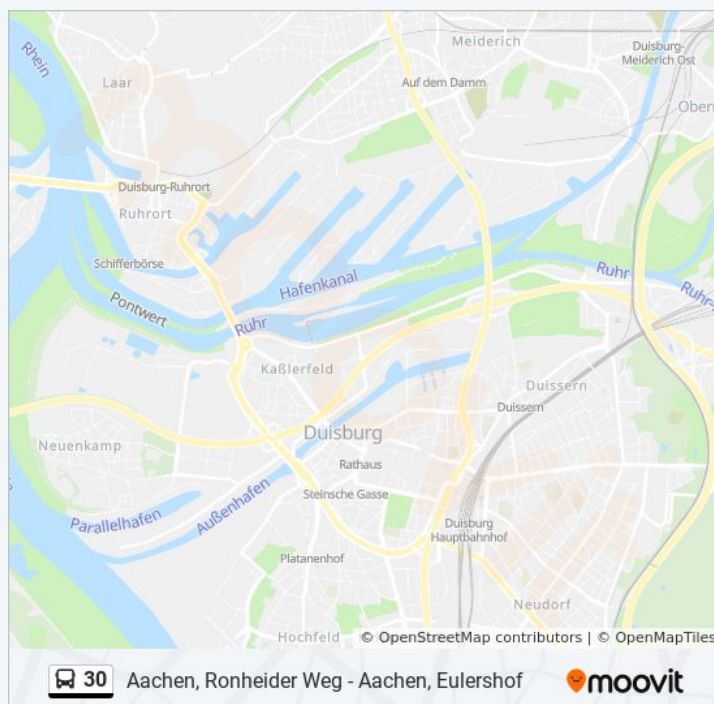 Rhein
Laar
Meiderich
Duisburg-
Meiderich Ost
Auf dem Damm
Duisburg-Ruhrort
Ruhrort
Schifferbörse
Hafenkanal
Pontwert
Ruhr
Ruhr
Kaßlerfeld
Duissern
Duissern
Neuenkamp
Duisburg
Rathaus
Steinsche Gasse
Außenhafen
Parallelhafen
Duisburg
Hauptbahnhof
Platanenhof
Neudorf
Hochfeld
© OpenStreetMap contributors | © OpenMapTiles
30 Aachen, Ronheider Weg - Aachen, Eulershof moovit